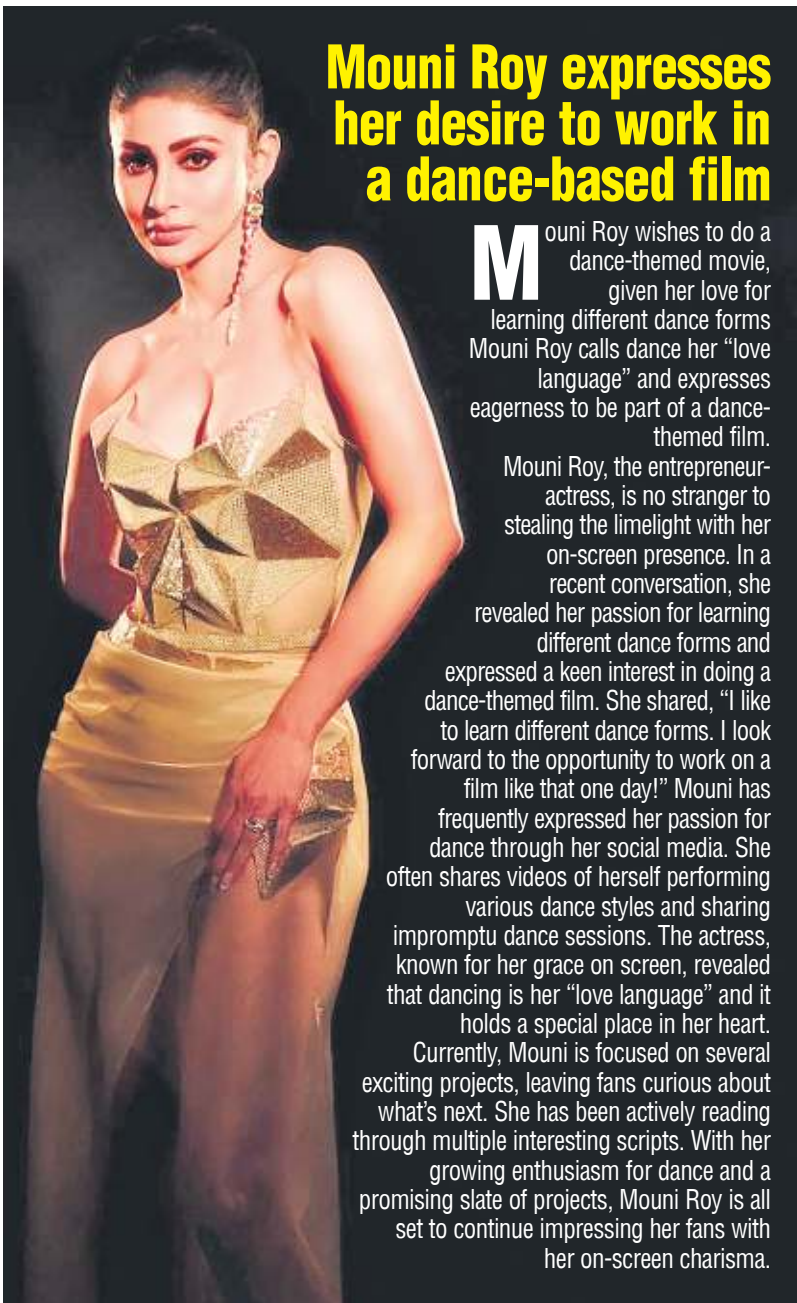 Mouni Roy expresses
her desire to work in
a dance-based film
Mouni Roy wishes to do a
dance-themed movie,
given her love for
learning different dance forms
Mouni Roy calls dance her “love
language” and expresses
eagerness to be part of a dance-
themed film.
Mouni Roy, the entrepreneur-
actress, is no stranger to
stealing the limelight with her
on-screen presence. In a
recent conversation, she
revealed her passion for learning
different dance forms and
expressed a keen interest in doing a
dance-themed film. She shared, “I like
to learn different dance forms. I look
forward to the opportunity to work on a
film like that one day!” Mouni has
frequently expressed her passion for
dance through her social media. She
often shares videos of herself performing
various dance styles and sharing
impromptu dance sessions. The actress,
known for her grace on screen, revealed
that dancing is her “love language” and it
holds a special place in her heart.
Currently, Mouni is focused on several
exciting projects, leaving fans curious about
what’s next. She has been actively reading
through multiple interesting scripts. With her
growing enthusiasm for dance and a
promising slate of projects, Mouni Roy is all
set to continue impressing her fans with
her on-screen charisma.